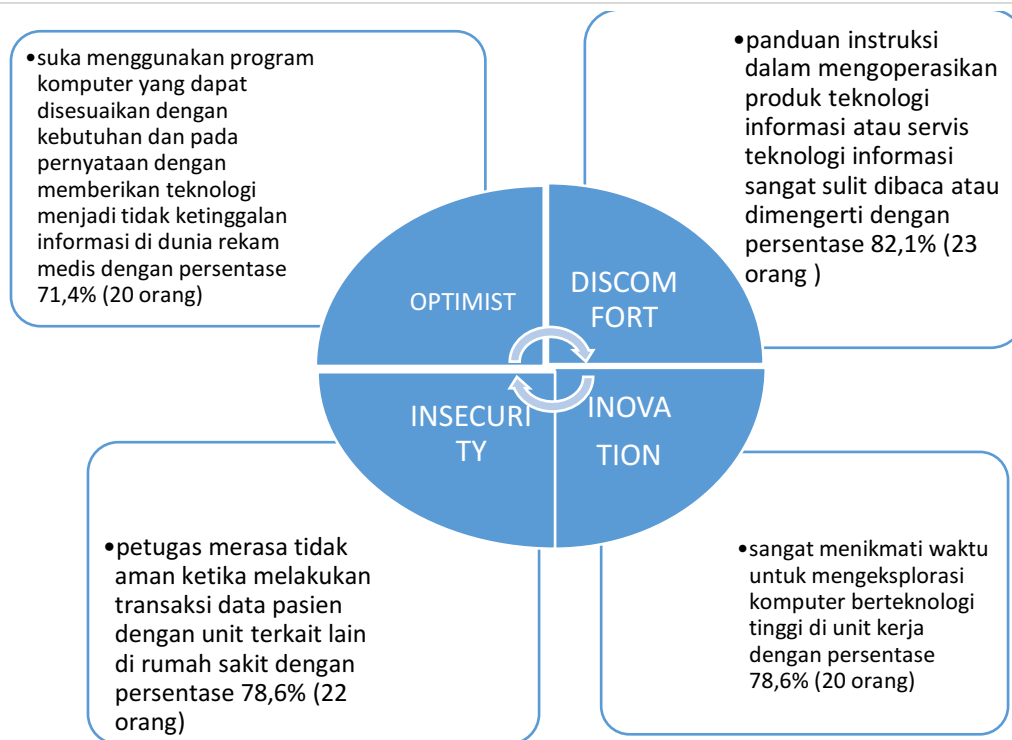 •suka menggunakan program
komputer yang dapat
disesuaikan dengan
kebutuhan dan pada
pernyataan dengan
memberikan teknologi
menjadi tidak ketinggalan
informasi di dunia rekam
medis dengan persentase
71,4% (20 orang)
•panduan instruksi
dalam mengoperasikan
produk teknologi
informasi atau servis
teknologi informasi
sangat sulit dibaca atau
dimengerti dengan
persentase 82,1% (23
orang )
OPTIMIST
DISCOM
FORT
INSECURI
TY
INOVA
TION
•petugas merasa tidak
aman ketika melakukan
transaksi data pasien
dengan unit terkait lain
di rumah sakit dengan
persentase 78,6% (22
orang)
•sangat menikmati waktu
untuk mengeksplorasi
komputer berteknologi
tinggi di unit kerja
dengan persentase
78,6% (20 orang)